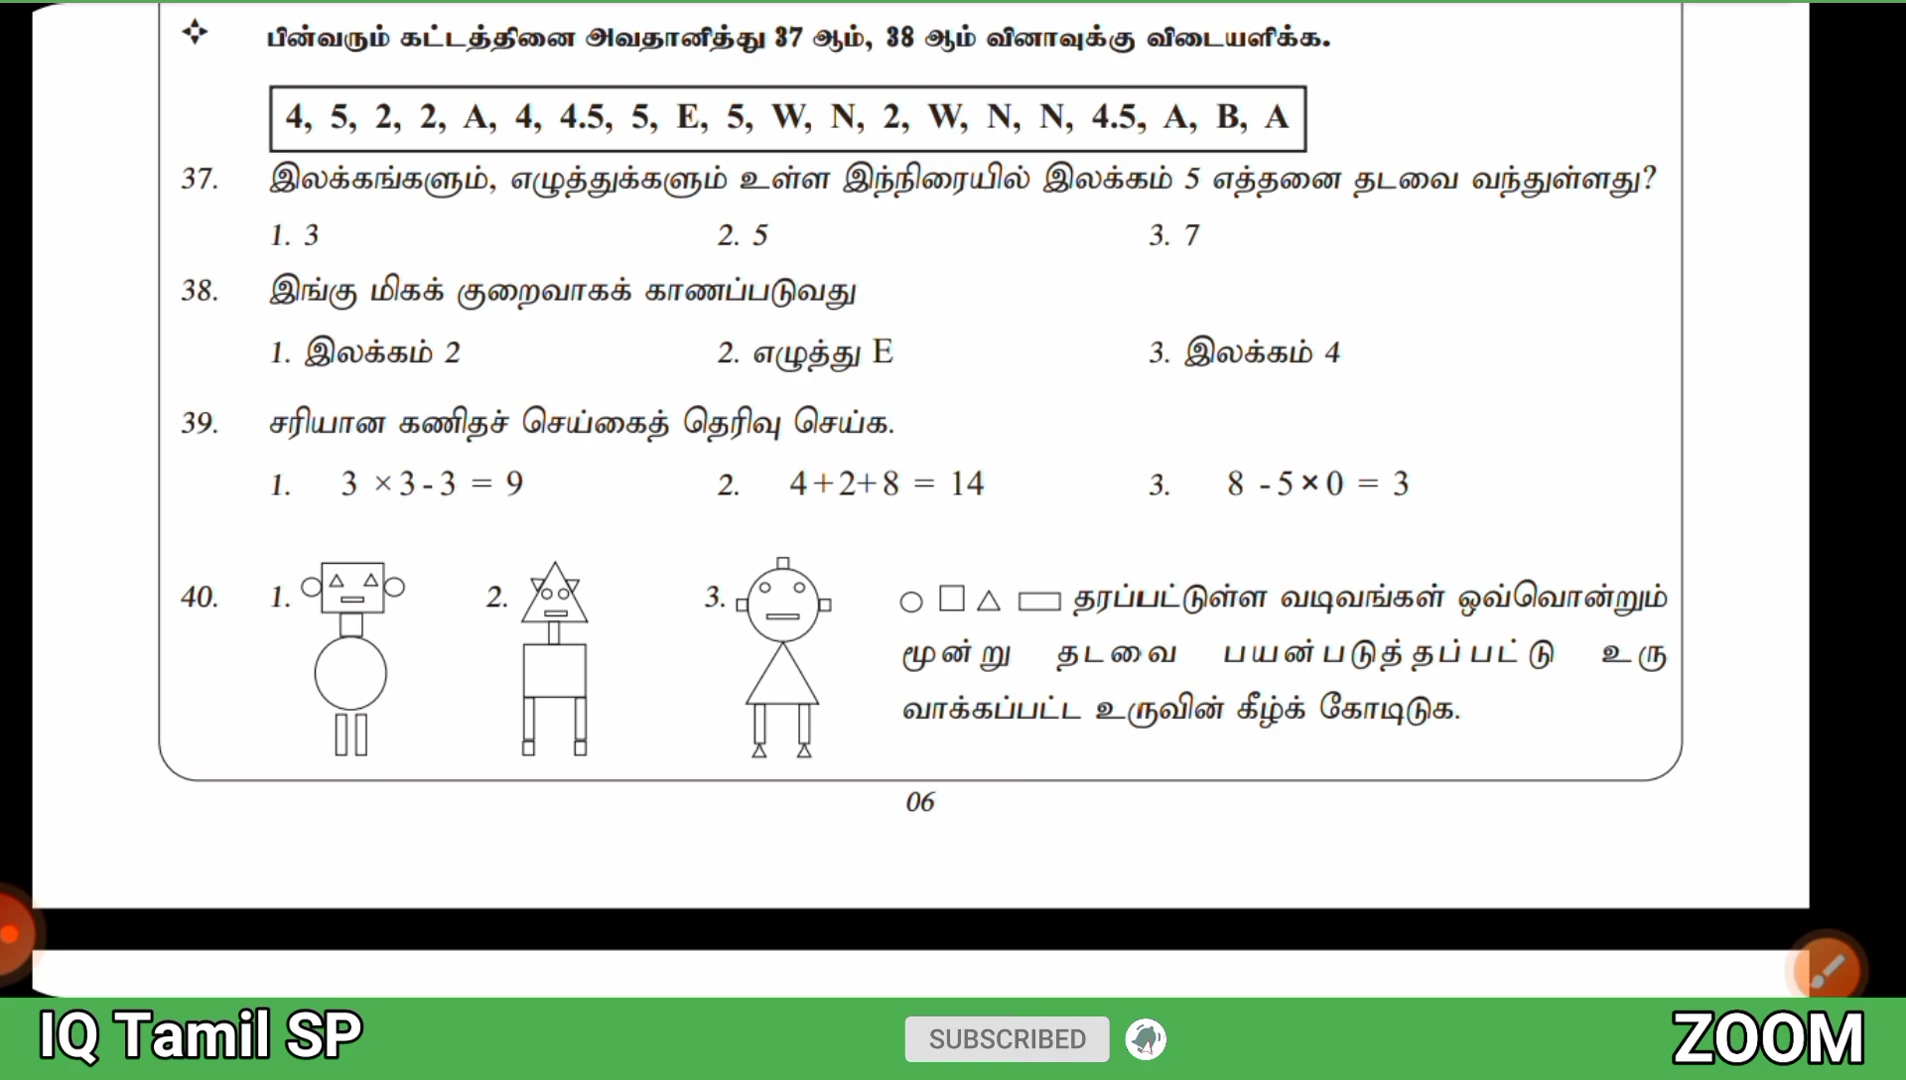 பின்வரும் கட்டத்தினை அவதானித்து 37 ஆம், 38 ஆம் வினாவுக்கு விடையளிக்க.
4, 5, 2, 2, A, 4, 4.5, 5, E, 5, W, N, 2, W, N, N, 4.5, A, B, A
37. இலக்கங்களும், எழுத்துக்களும் உள்ள இந்நிரையில் இலக்கம் 5 எத்தனை தடவை வந்துள்ளது?
1. 3 2. 5 3. 7
38. இங்கு மிகக் குறைவாகக் காணப்படுவது
1. இலக்கம் 2 2. எழுத்து E 3. இலக்கம் 4
39. சரியான கணிதச் செய்கைத் தெரிவு செய்க.
1. 3 × 3 - 3 = 9 2. 4 + 2 + 8 = 14 3. 8 - 5 × 0 = 3
40. 1. 2. 3. தரப்பட்டுள்ள வடிவங்கள் ஒவ்வொன்றும்
மூன்று தடவை பயன்படுத்தப்பட்டு உரு
வாக்கப்பட்ட உருவின் கீழ்க் கோடிடுக.
06
IQ Tamil SP SUBSCRIBED ZOOM